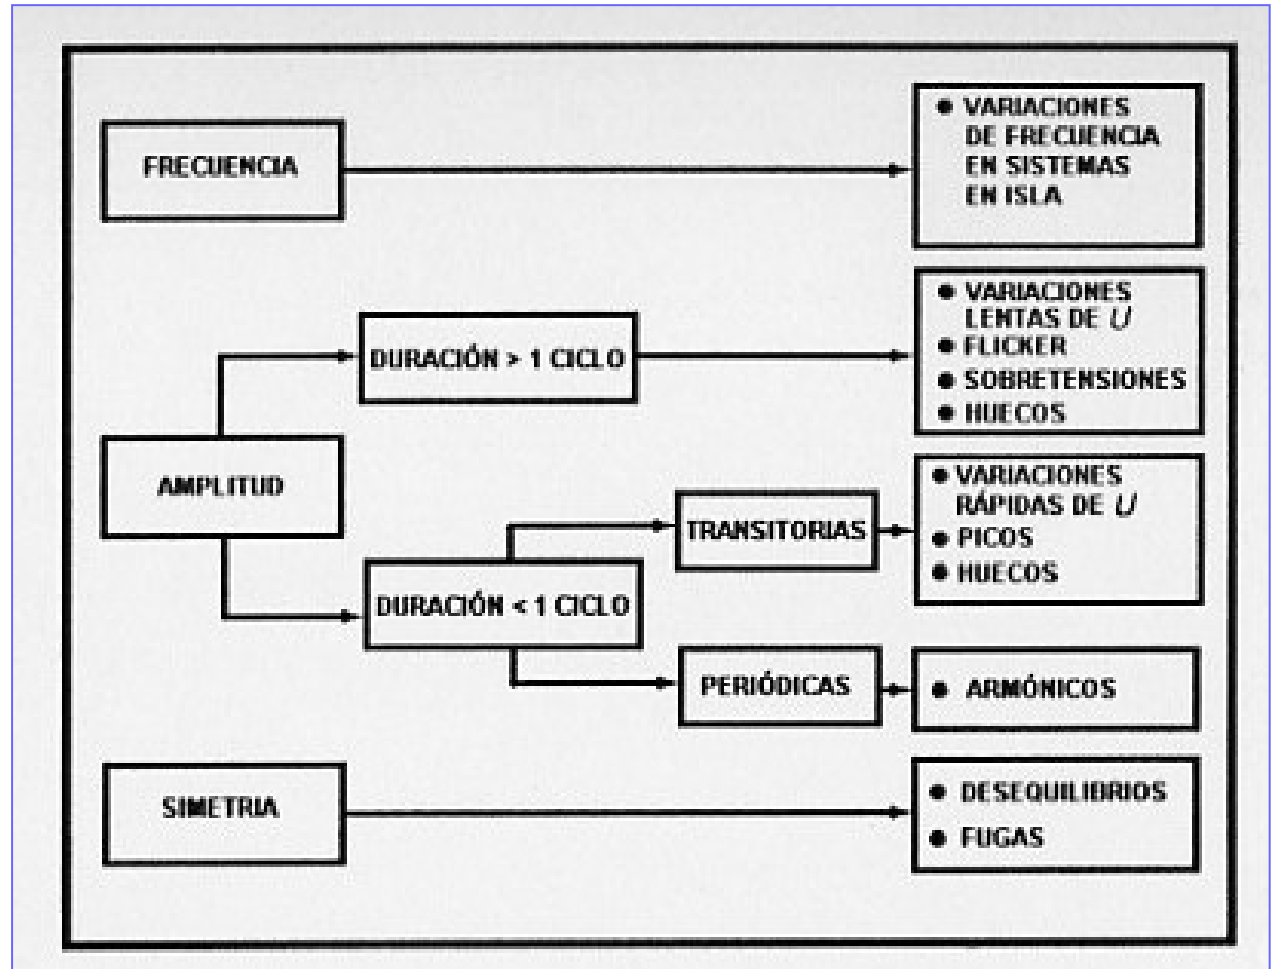 FRECUENCIA
● VARIACIONES
DE FRECUENCIA
EN SISTEMAS
EN ISLA
AMPLITUD
DURACIÓN > 1 CICLO
● VARIACIONES
LENTAS DE U
● FLICKER
● SOBRETENSIONES
● HUECOS
DURACIÓN < 1 CICLO
TRANSITORIAS
● VARIACIONES
RÁPIDAS DE U
● PICOS
● HUECOS
PERIÓDICAS
● ARMÓNICOS
SIMETRIA
● DESEQUILIBRIOS
● FUGAS